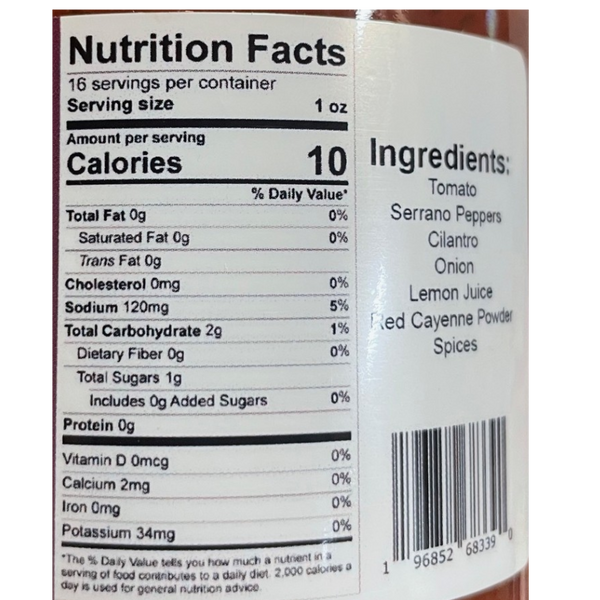 Nutrition Facts
16 servings per container
Serving size 1 oz
Amount per serving
Calories 10
% Daily Value*
Total Fat 0g 0%
Saturated Fat 0g 0%
Trans Fat 0g
Cholesterol 0mg 0%
Sodium 120mg 5%
Total Carbohydrate 2g 1%
Dietary Fiber 0g 0%
Total Sugars 1g
Includes 0g Added Sugars 0%
Protein 0g
Vitamin D 0mcg 0%
Calcium 2mg 0%
Iron 0mg 0%
Potassium 34mg 0%
*The % Daily Value tells you how much a nutrient in a
serving of food contributes to a daily diet. 2,000 calories a
day is used for general nutrition advice.
Ingredients:
Tomato
Serrano Peppers
Cilantro
Onion
Lemon Juice
Red Cayenne Powder
Spices
1 96852 68339 0